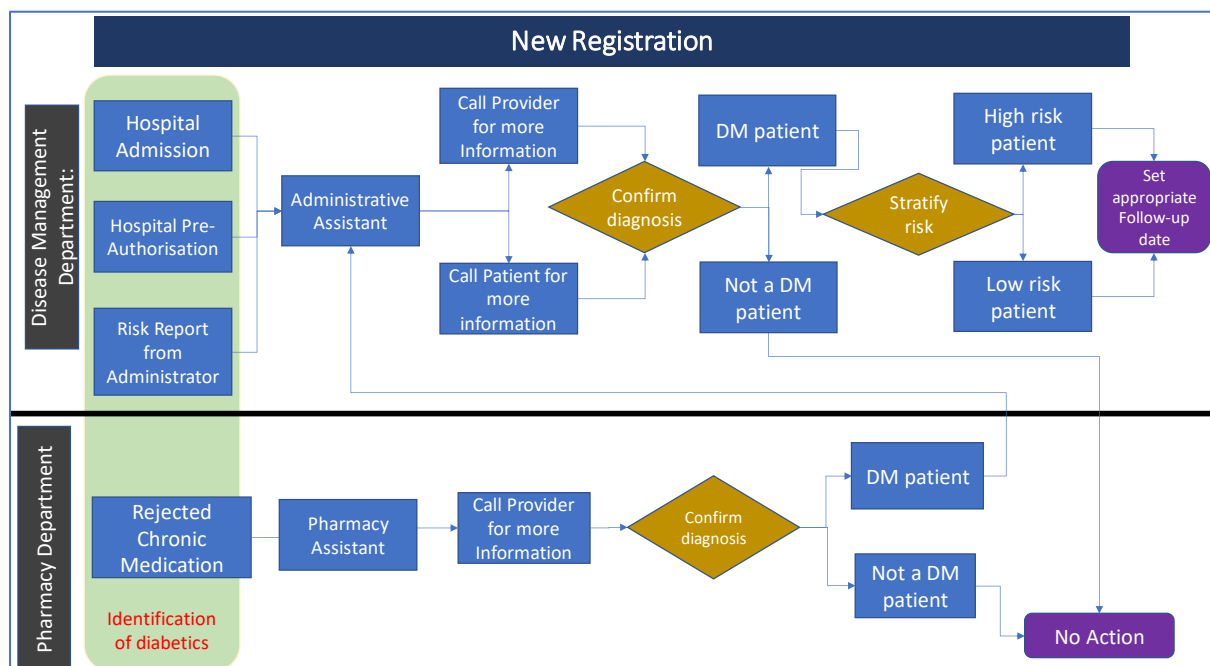 New Registration
Disease Management
Department:
Hospital
Admission
Hospital Pre-
Authorisation
Risk Report
from
Administrator
Administrative
Assistant
Call Provider
for more
Information
Call Patient for
more
information
Confirm
diagnosis
DM patient
Not a DM
patient
Stratify
risk
High risk
patient
Low risk
patient
Set
appropriate
Follow-up
date
Pharmacy Department
Rejected
Chronic
Medication
Identification
of diabetics
Pharmacy
Assistant
Call Provider
for more
Information
Confirm
diagnosis
DM patient
Not a DM
patient
No Action